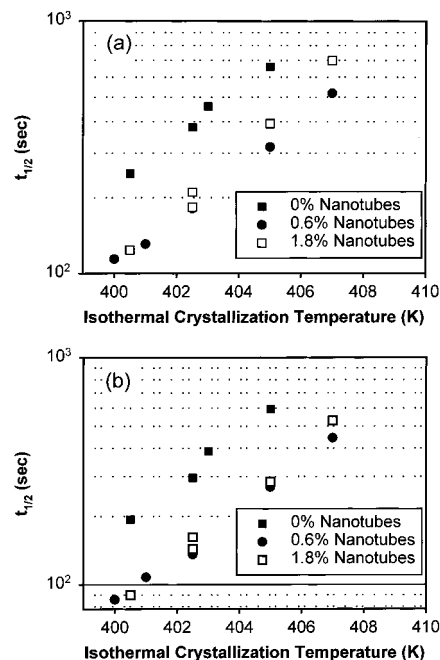 10³
(a)
t₁/₂ (sec)
0% Nanotubes
0.6% Nanotubes
1.8% Nanotubes
10²
400 402 404 406 408 410
Isothermal Crystallization Temperature (K)
10³
(b)
t₁/₂ (sec)
0% Nanotubes
0.6% Nanotubes
1.8% Nanotubes
10²
400 402 404 406 408 410
Isothermal Crystallization Temperature (K)